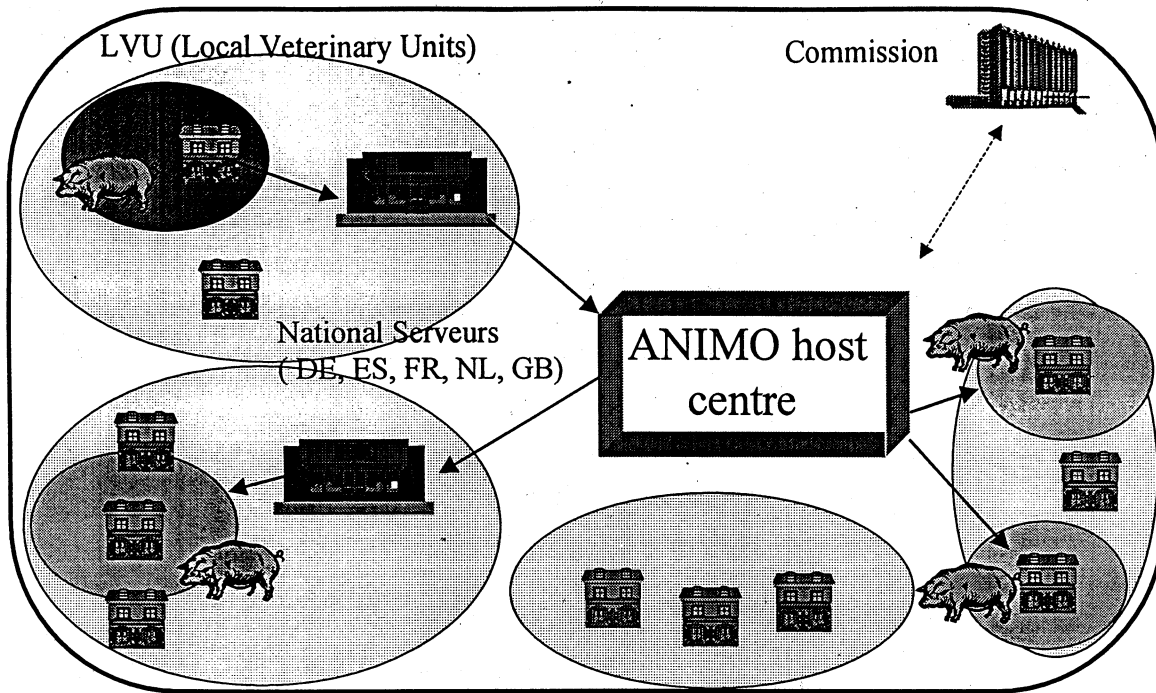 LVU (Local Veterinary Units)
Commission
National Serveurs
( DE, ES, FR, NL, GB)
ANIMO host
centre